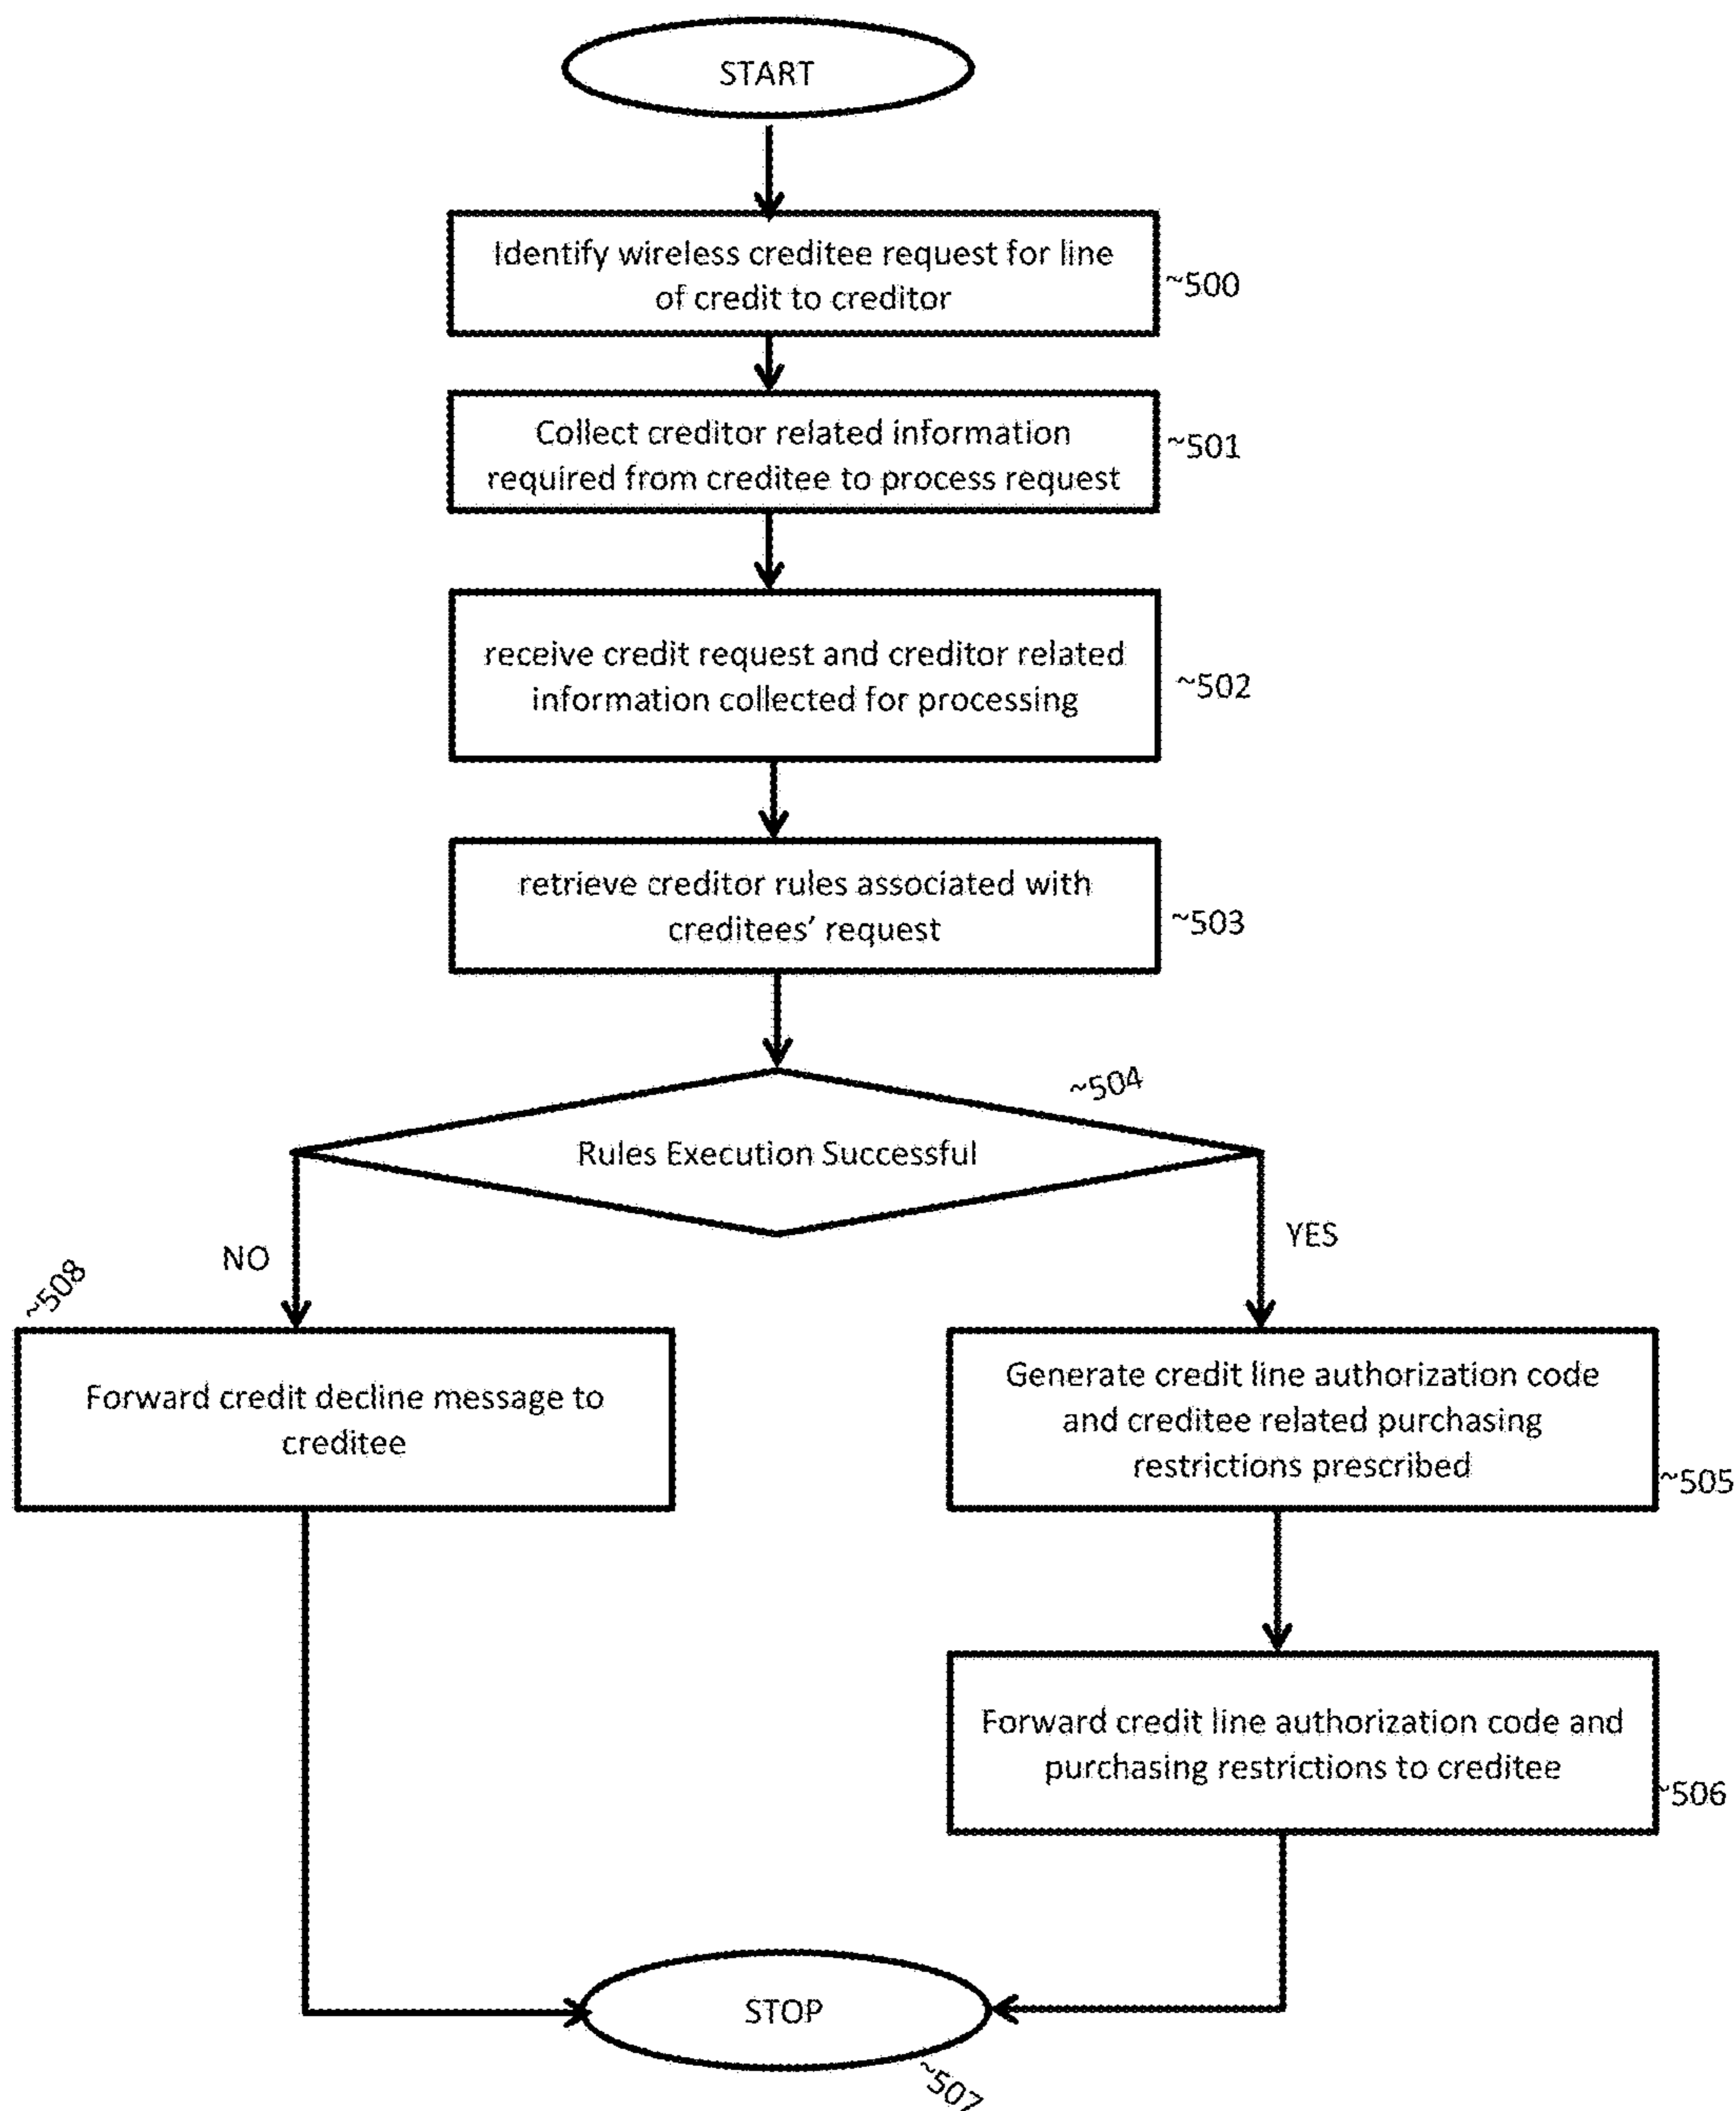 START
Identify wireless creditee request for line
of credit to creditor
~500
Collect creditor related information
required from creditee to process request
~501
receive credit request and creditor related
information collected for processing
~502
retrieve creditor rules associated with
creditees’ request
~503
~504
Rules Execution Successful
NO
YES
~508
Forward credit decline message to
creditee
Generate credit line authorization code
and creditee related purchasing
restrictions prescribed
~505
Forward credit line authorization code and
purchasing restrictions to creditee
~506
STOP
~507